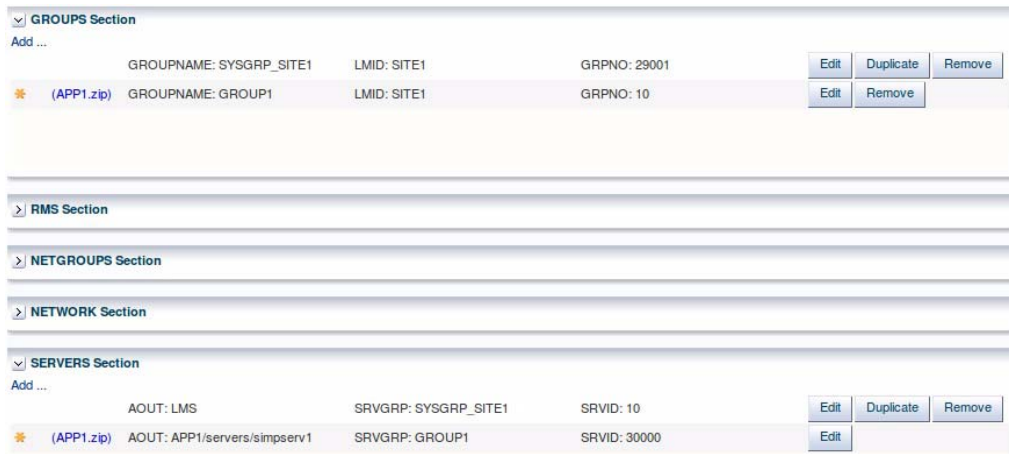 GROUPS Section
Add ...
GROUPNAME: SYSGRP_SITE1 LMID: SITE1 GRPNO: 29001 Edit Duplicate Remove
(APP1.zip) GROUPNAME: GROUP1 LMID: SITE1 GRPNO: 10 Edit Remove
RMS Section
NETGROUPS Section
NETWORK Section
SERVERS Section
Add ...
AOUT: LMS SRVGRP: SYSGRP_SITE1 SRVID: 10 Edit Duplicate Remove
(APP1.zip) AOUT: APP1/servers/simpserv1 SRVGRP: GROUP1 SRVID: 30000 Edit